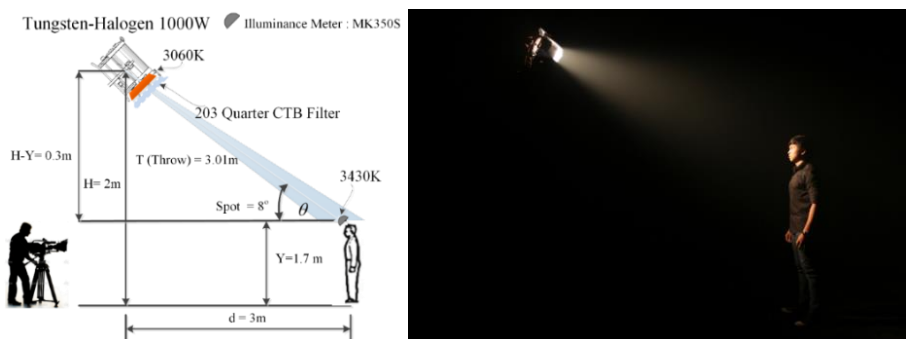 Tungsten-Halogen 1000W
Illuminance Meter : MK350S
3060K
203 Quarter CTB Filter
H-Y= 0.3m
T (Throw) = 3.01m
H= 2m
3430K
Spot = 8°
θ
Y=1.7 m
d = 3m